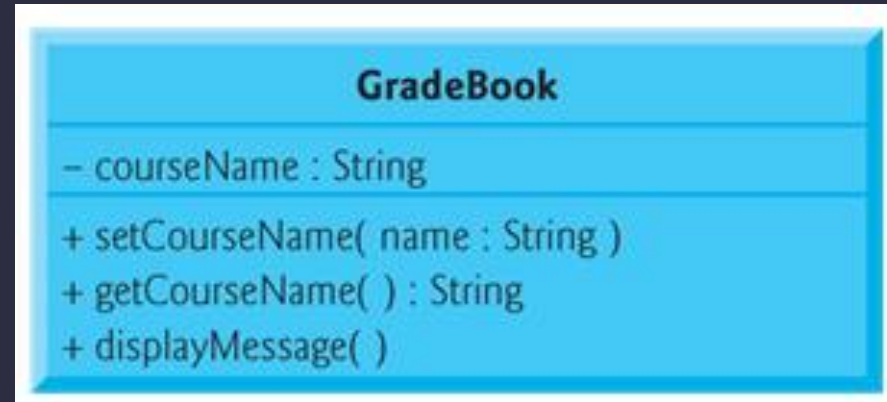 GradeBook
– courseName : String
+ setCourseName( name : String )
+ getCourseName( ) : String
+ displayMessage( )